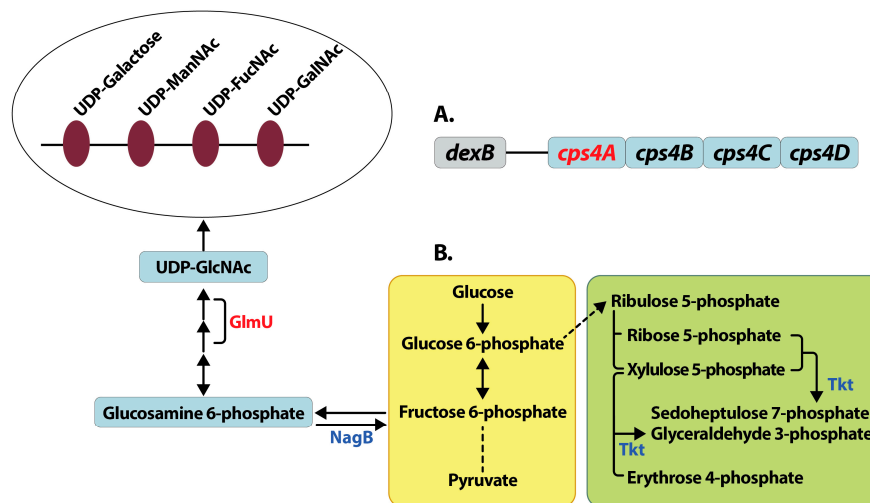 UDP-Galactose
UDP-ManNAc
UDP-FucNAc
UDP-GalNAc
A.
dexB
cps4A
cps4B
cps4C
cps4D
UDP-GlcNAc
GlmU
Glucosamine 6-phosphate
NagB
B.
Glucose
Glucose 6-phosphate
Fructose 6-phosphate
Pyruvate
Ribulose 5-phosphate
Ribose 5-phosphate
Xylulose 5-phosphate
Tkt
Sedoheptulose 7-phosphate
Glyceraldehyde 3-phosphate
Tkt
Erythrose 4-phosphate